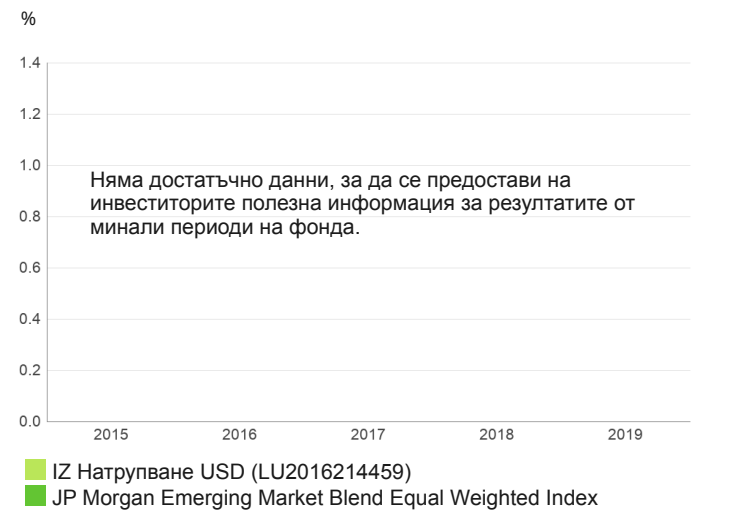 %
1.4
1.2
1.0
Няма достатъчно данни, за да се предостави на
инвеститорите полезна информация за резултатите от
0.8
минали периоди на фонда.
0.6
0.4
0.2
0.0
2015 2016 2017 2018 2019
IZ Натрупване USD (LU2016214459)
JP Morgan Emerging Market Blend Equal Weighted Index